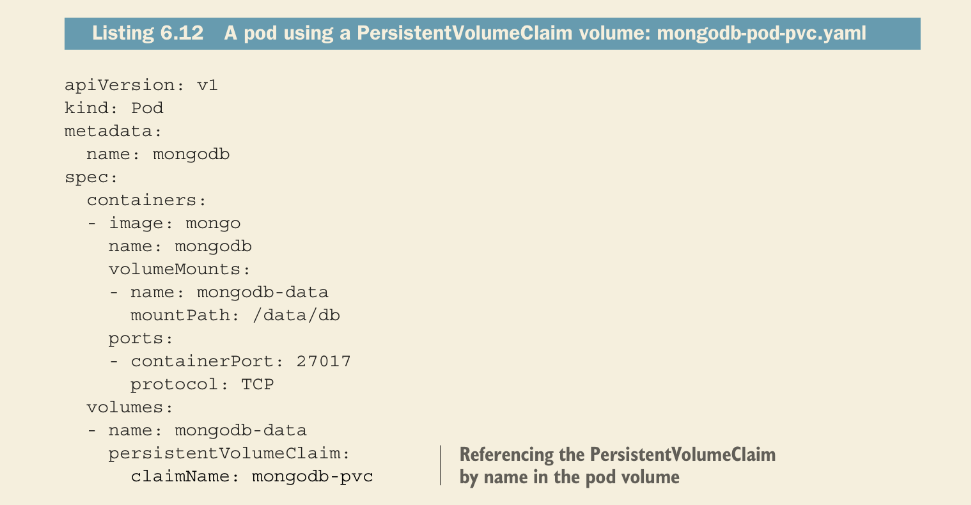 Listing 6.12 A pod using a PersistentVolumeClaim volume: mongodb-pod-pvc.yaml
apiVersion: v1
kind: Pod
metadata:
  name: mongodb
spec:
  containers:
  - image: mongo
    name: mongodb
    volumeMounts:
    - name: mongodb-data
      mountPath: /data/db
    ports:
    - containerPort: 27017
      protocol: TCP
  volumes:
  - name: mongodb-data
    persistentVolumeClaim:
      claimName: mongodb-pvc
Referencing the PersistentVolumeClaim
by name in the pod volume